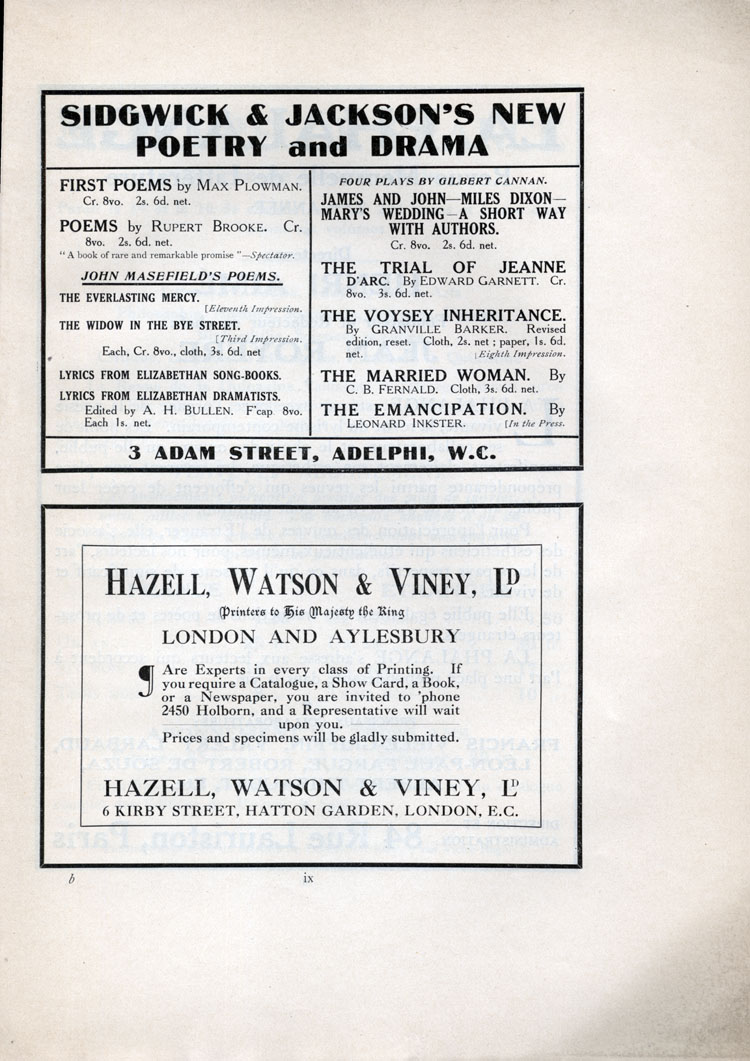 SIDGWICK & JACKSON'S NEW
POETRY and DRAMA
FIRST POEMS by MAX PLOWMAN.
Cr. 8vo. 2s. 6d. net.
POEMS by RUPERT BROOKE. Cr.
8vo. 2s. 6d. net.
"A book of rare and remarkable promise"—Spectator.
JOHN MASEFIELD'S POEMS.
THE EVERLASTING MERCY.
[Eleventh Impression.
THE WIDOW IN THE BYE STREET.
[Third Impression.
Each, Cr. 8vo., cloth, 3s. 6d. net
LYRICS FROM ELIZABETHAN SONG-BOOKS.
LYRICS FROM ELIZABETHAN DRAMATISTS.
Edited by A. H. BULLEN. F'cap 8vo.
Each 1s. net.
FOUR PLAYS BY GILBERT CANNAN.
JAMES AND JOHN—MILES DIXON—
MARY'S WEDDING—A SHORT WAY
WITH AUTHORS.
Cr. 8vo. 2s. 6d. net.
THE TRIAL OF JEANNE
D'ARC. By EDWARD GARNETT. Cr.
8vo. 3s. 6d. net.
THE VOYSEY INHERITANCE.
By GRANVILLE BARKER. Revised
edition, reset. Cloth, 2s. net; paper, 1s. 6d.
net. [Eighth Impression.
THE MARRIED WOMAN. By
C. B. FERNALD. Cloth, 3s. 6d. net.
THE EMANCIPATION. By
LEONARD INKSTER. [In the Press.
3 ADAM STREET, ADELPHI, W.C.
HAZELL, WATSON & VINEY, LD
Printers to His Majesty the King
LONDON AND AYLESBURY
¶ Are Experts in every class of Printing. If
you require a Catalogue, a Show Card, a Book,
or a Newspaper, you are invited to 'phone
2450 Holborn, and a Representative will wait
upon you.
Prices and specimens will be gladly submitted.
HAZELL, WATSON & VINEY, LD
6 KIRBY STREET, HATTON GARDEN, LONDON, E.C.
b ix